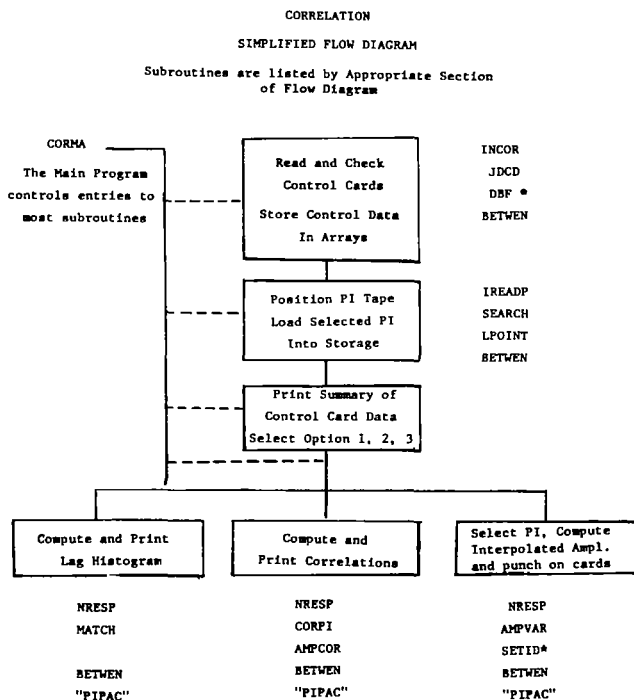 CORRELATION
SIMPLIFIED FLOW DIAGRAM
Subroutines are listed by Appropriate Section
of Flow Diagram
CORMA
The Main Program
controls entries to
most subroutines
Read and Check
Control Cards
Store Control Data
In Arrays
INCOR
JDCD
DBF *
BETWEN
Position PI Tape
Load Selected PI
Into Storage
IREADP
SEARCH
LPOINT
BETWEN
Print Summary of
Control Card Data
Select Option 1, 2, 3
Compute and Print
Lag Histogram
NRESP
MATCH
BETWEN
"PIPAC"
Compute and
Print Correlations
NRESP
CORPI
AMPCOR
BETWEN
"PIPAC"
Select PI, Compute
Interpolated Ampl.
and punch on cards
NRESP
AMPVAR
SETID*
BETWEN
"PIPAC"